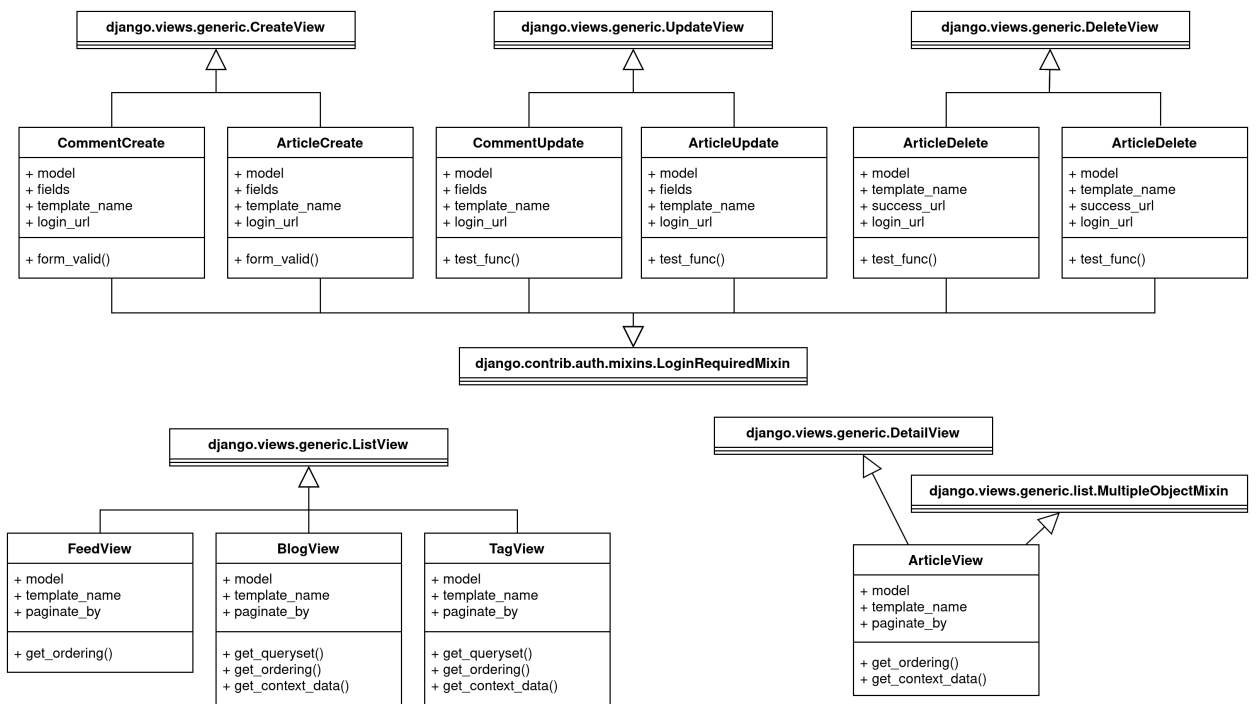 django.views.generic.CreateView
django.views.generic.UpdateView
django.views.generic.DeleteView
CommentCreate
+ model
+ fields
+ template_name
+ login_url
+ form_valid()
ArticleCreate
+ model
+ fields
+ template_name
+ login_url
+ form_valid()
CommentUpdate
+ model
+ fields
+ template_name
+ login_url
+ test_func()
ArticleUpdate
+ model
+ fields
+ template_name
+ login_url
+ test_func()
ArticleDelete
+ model
+ template_name
+ success_url
+ login_url
+ test_func()
ArticleDelete
+ model
+ template_name
+ success_url
+ login_url
+ test_func()
django.contrib.auth.mixins.LoginRequiredMixin
django.views.generic.ListView
FeedView
+ model
+ template_name
+ paginate_by
+ get_ordering()
BlogView
+ model
+ template_name
+ paginate_by
+ get_queryset()
+ get_ordering()
+ get_context_data()
TagView
+ model
+ template_name
+ paginate_by
+ get_queryset()
+ get_ordering()
+ get_context_data()
django.views.generic.DetailView
django.views.generic.list.MultipleObjectMixin
ArticleView
+ model
+ template_name
+ paginate_by
+ get_ordering()
+ get_context_data()